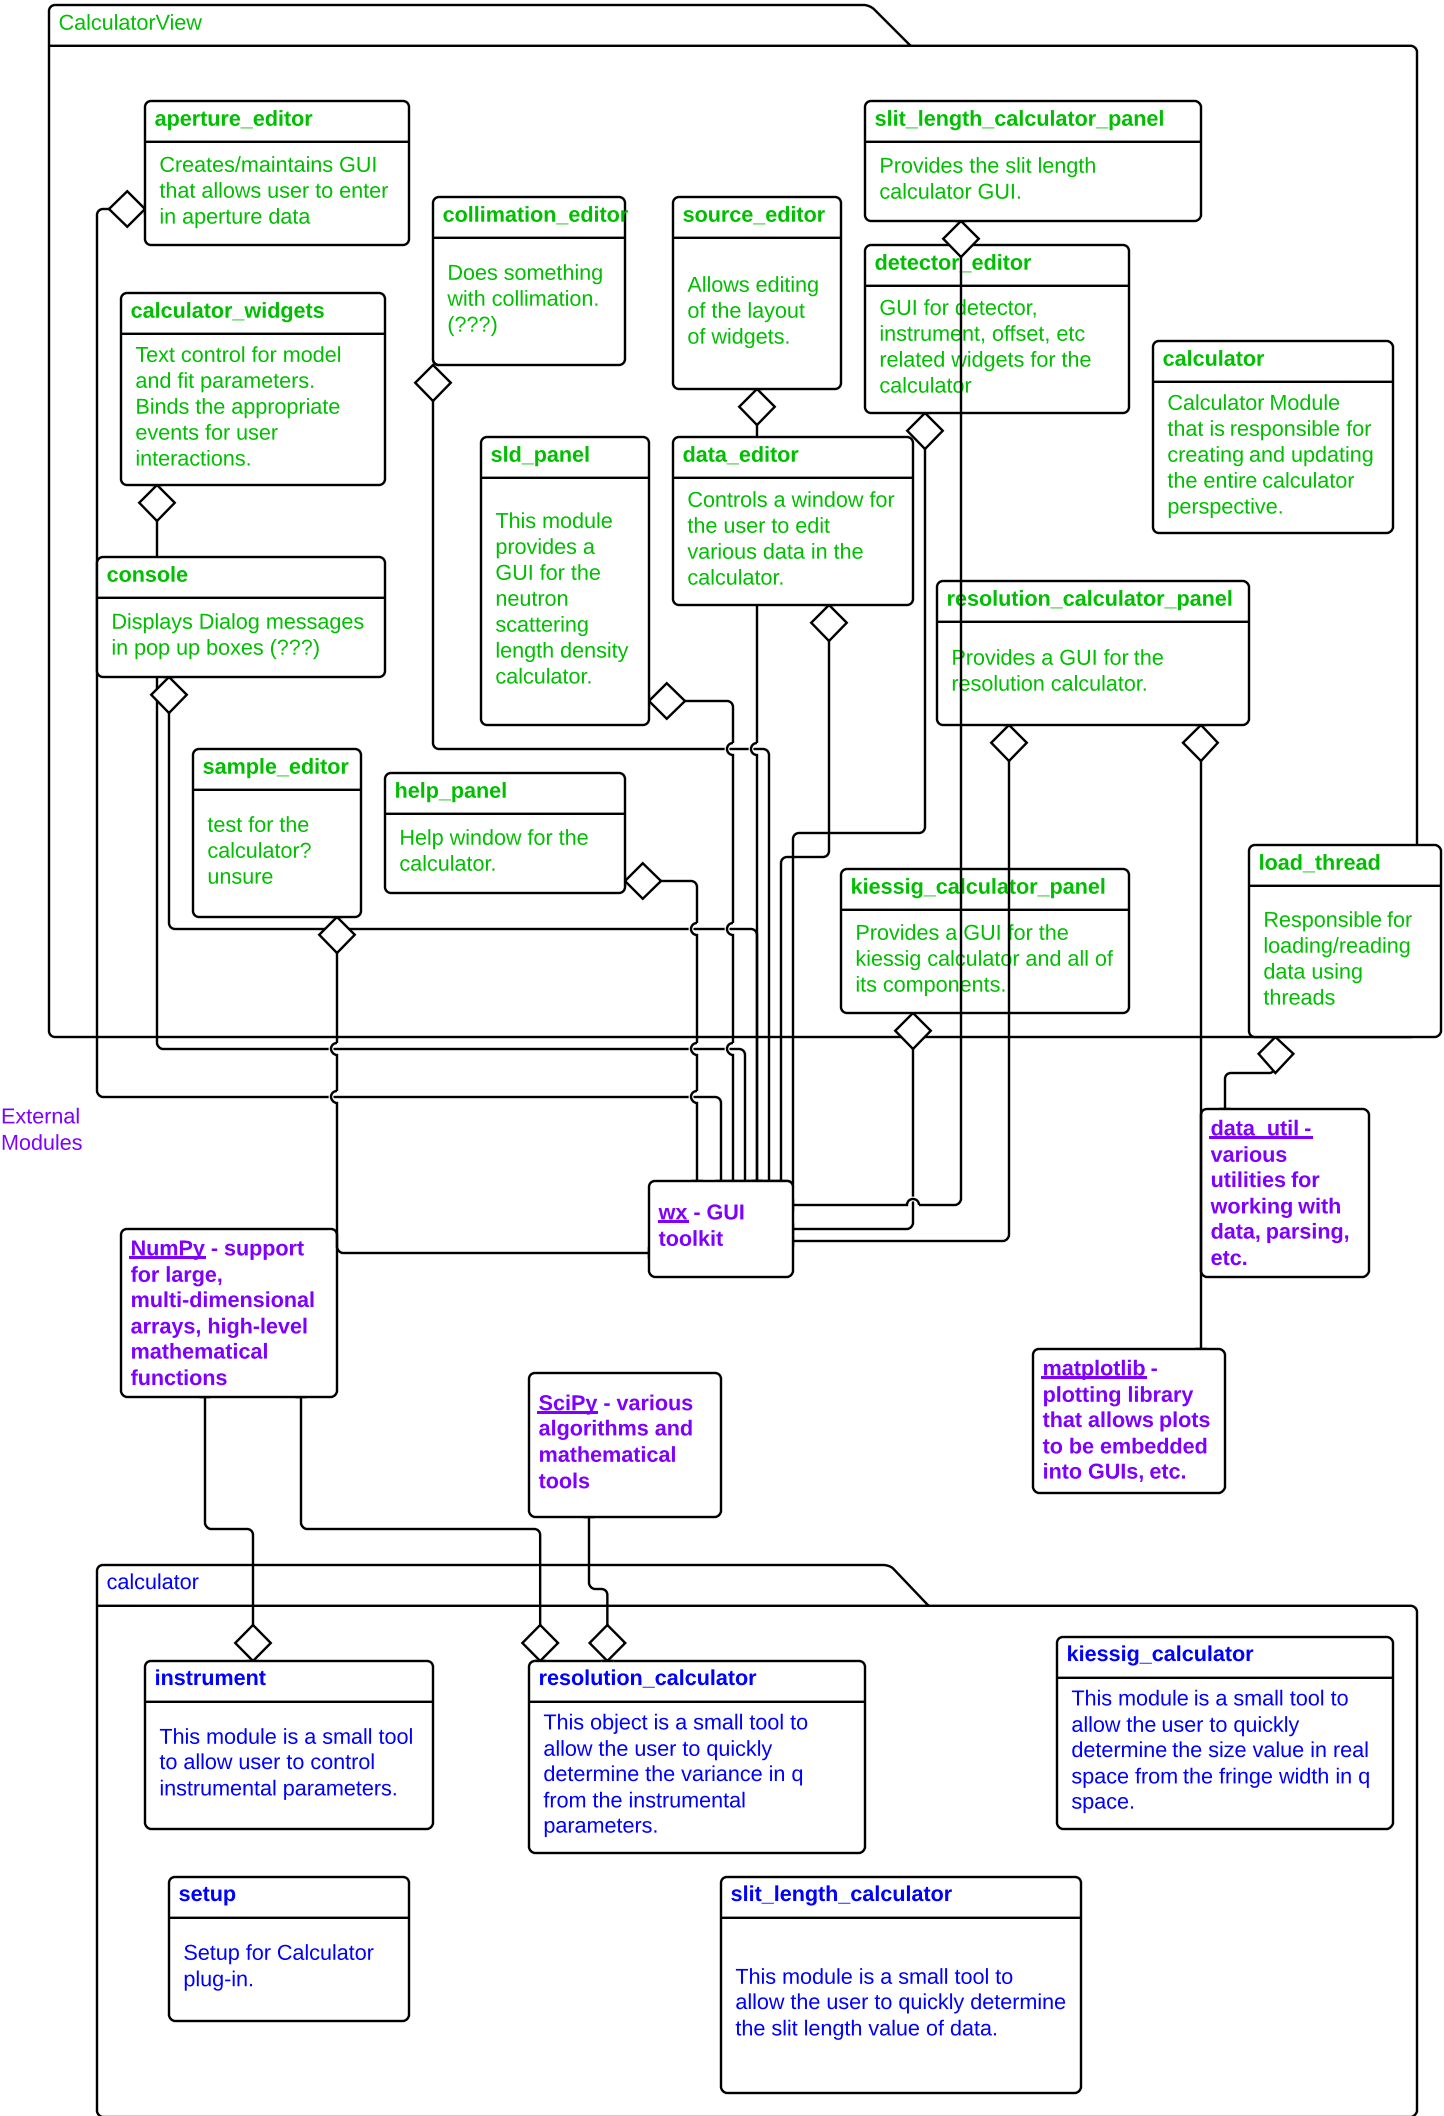 CalculatorView
aperture_editor
Creates/maintains GUI
that allows user to enter
in aperture data
slit_length_calculator_panel
Provides the slit length
calculator GUI.
collimation_editor
Does something
with collimation.
(???)
source_editor
Allows editing
of the layout
of widgets.
detector_editor
GUI for detector,
instrument, offset, etc
related widgets for the
calculator
calculator_widgets
Text control for model
and fit parameters.
Binds the appropriate
events for user
interactions.
calculator
Calculator Module
that is responsible for
creating and updating
the entire calculator
perspective.
sld_panel
This module
provides a
GUI for the
neutron
scattering
length density
calculator.
data_editor
Controls a window for
the user to edit
various data in the
calculator.
console
Displays Dialog messages
in pop up boxes (???)
resolution_calculator_panel
Provides a GUI for the
resolution calculator.
sample_editor
test for the
calculator?
unsure
help_panel
Help window for the
calculator.
kiessig_calculator_panel
Provides a GUI for the
kiessig calculator and all of
its components.
load_thread
Responsible for
loading/reading
data using
threads
External
Modules
data_util -
various
utilities for
working with
data, parsing,
etc.
wx - GUI
toolkit
NumPy - support
for large,
multi-dimensional
arrays, high-level
mathematical
functions
SciPy - various
algorithms and
mathematical
tools
matplotlib -
plotting library
that allows plots
to be embedded
into GUIs, etc.
calculator
instrument
This module is a small tool
to allow user to control
instrumental parameters.
resolution_calculator
This object is a small tool to
allow the user to quickly
determine the variance in q
from the instrumental
parameters.
kiessig_calculator
This module is a small tool to
allow the user to quickly
determine the size value in real
space from the fringe width in q
space.
setup
Setup for Calculator
plug-in.
slit_length_calculator
This module is a small tool to
allow the user to quickly determine
the slit length value of data.